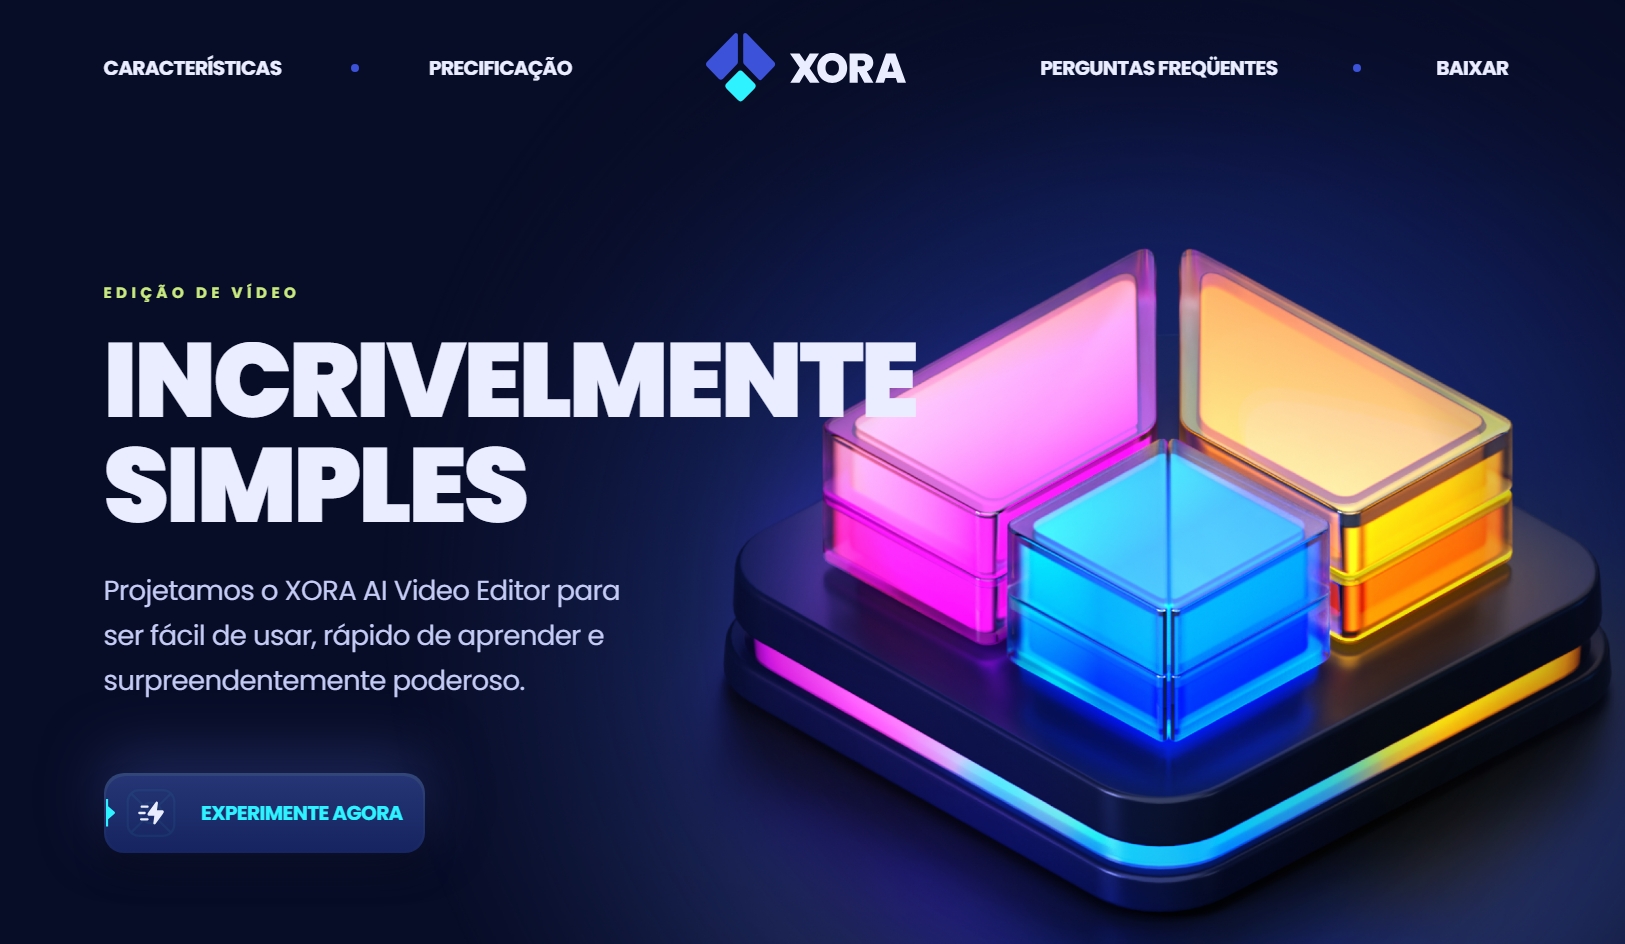 CARACTERÍSTICAS
PRECIFICAÇÃO
XORA
PERGUNTAS FREQÜENTES
BAIXAR
EDIÇÃO DE VÍDEO
INCRIVELMENTE
SIMPLES
Projetamos o XORA AI Video Editor para
ser fácil de usar, rápido de aprender e
surpreendentemente poderoso.
EXPERIMENTE AGORA